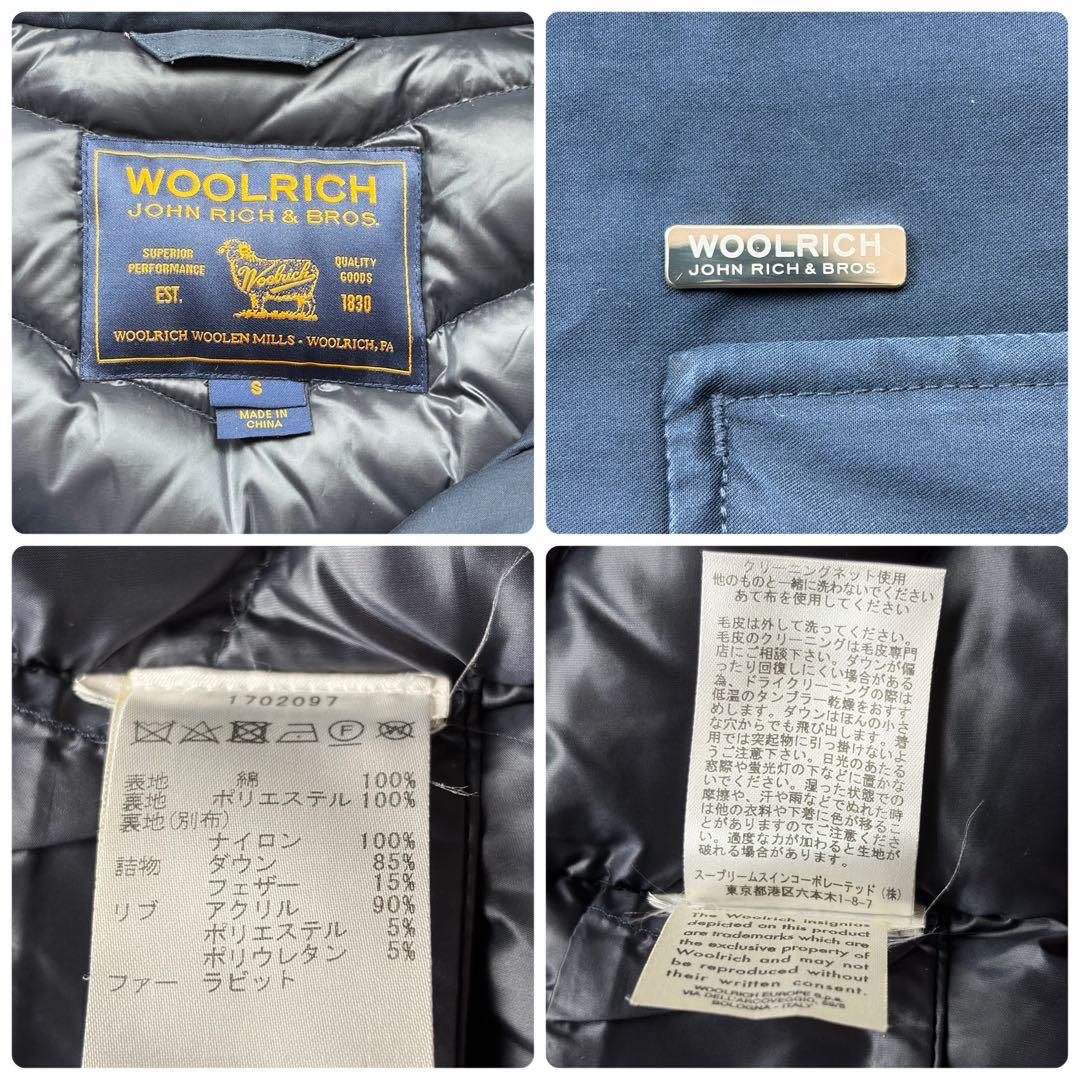 WOOLRICH
JOHN RICH & BROS.
SUPERIOR
PERFORMANCE
EST.
Woolrich
QUALITY
GOODS
1830
WOOLRICH WOOLEN MILLS - WOOLRICH, PA
S
MADE IN
CHINA
WOOLRICH
JOHN RICH & BROS.
1702097
F
W
表地 綿 100%
裏地 ポリエステル 100%
裏地(別布)
ナイロン 100%
詰物 ダウン 85%
フェザー 15%
リブ アクリル 90%
ポリエステル 5%
ポリウレタン 5%
ファー ラビット
クリーニングネット使用
他のものと一緒に洗わないでください
あて布を使用してください
毛皮は外して洗ってください。
毛皮のクリーニングは毛皮専門
店にご相談下さい。ダウンが偏
ったり回復しにくい場合がある
為、ドライクリーニングの際は
低温のタンブラー乾燥をおすす
めします。ダウンはほんの小さ
な穴からでも飛び出します。着
用では突起物に引っ掛けないよ
うご注意下さい。日光のあたる
窓際や蛍光灯の下などに置かな
いでください。湿った状態での
摩擦や、汗や雨などでぬれた時
は他の衣料や下着に色が移るこ
とがありますのでご注意くださ
い。過度な力が加わると生地が
破れる場合があります。
スープリームスインコーポレーテッド(株)
東京都港区六本木1-8-7
The Woolrich insignias
depicted on this product
are trademarks which are
the exclusive property of
Woolrich and may not
be reproduced without
their written consent.
WOOLRICH EUROPE S.p.a.
VIA DELL'ARCOVEGGIO, 59/5
BOLOGNA - ITALY